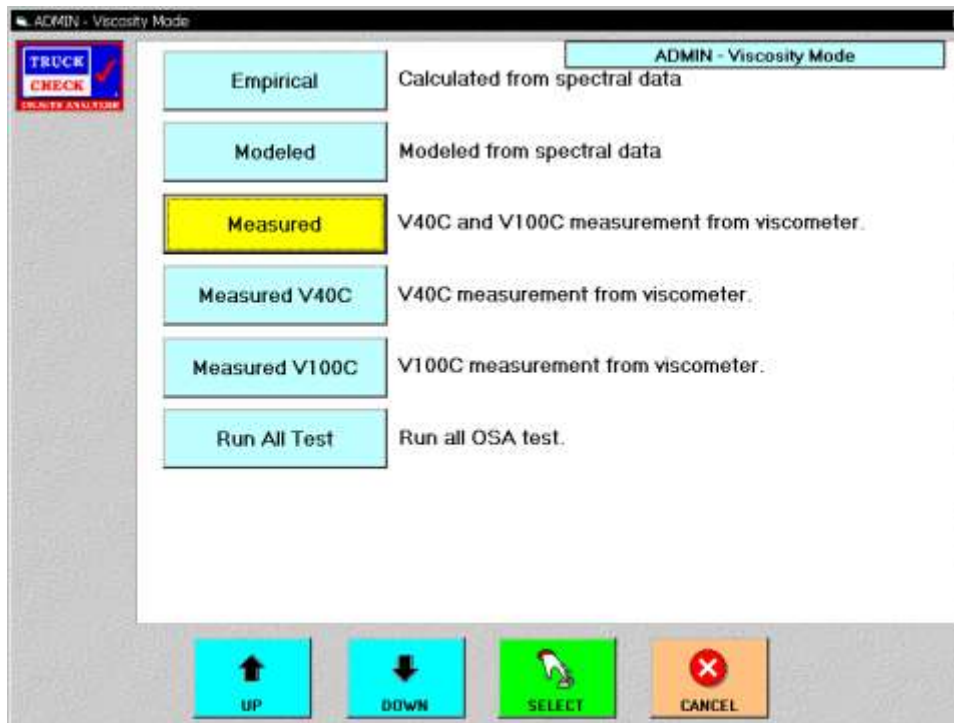 ADMIN - Viscosity Mode
TRUCK
CHECK
ADMIN - Viscosity Mode
Empirical
Calculated from spectral data
Modeled
Modeled from spectral data
Measured
V40C and V100C measurement from viscometer.
Measured V40C
V40C measurement from viscometer.
Measured V100C
V100C measurement from viscometer.
Run All Test
Run all OSA test.
UP
DOWN
SELECT
CANCEL